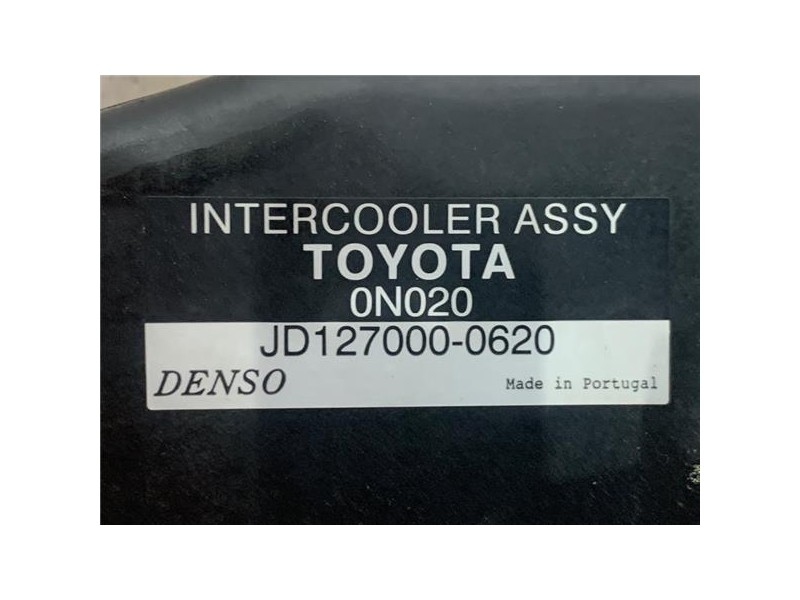 INTERCOOLER ASSY
TOYOTA
0N020
JD127000-0620
DENSO Made in Portugal